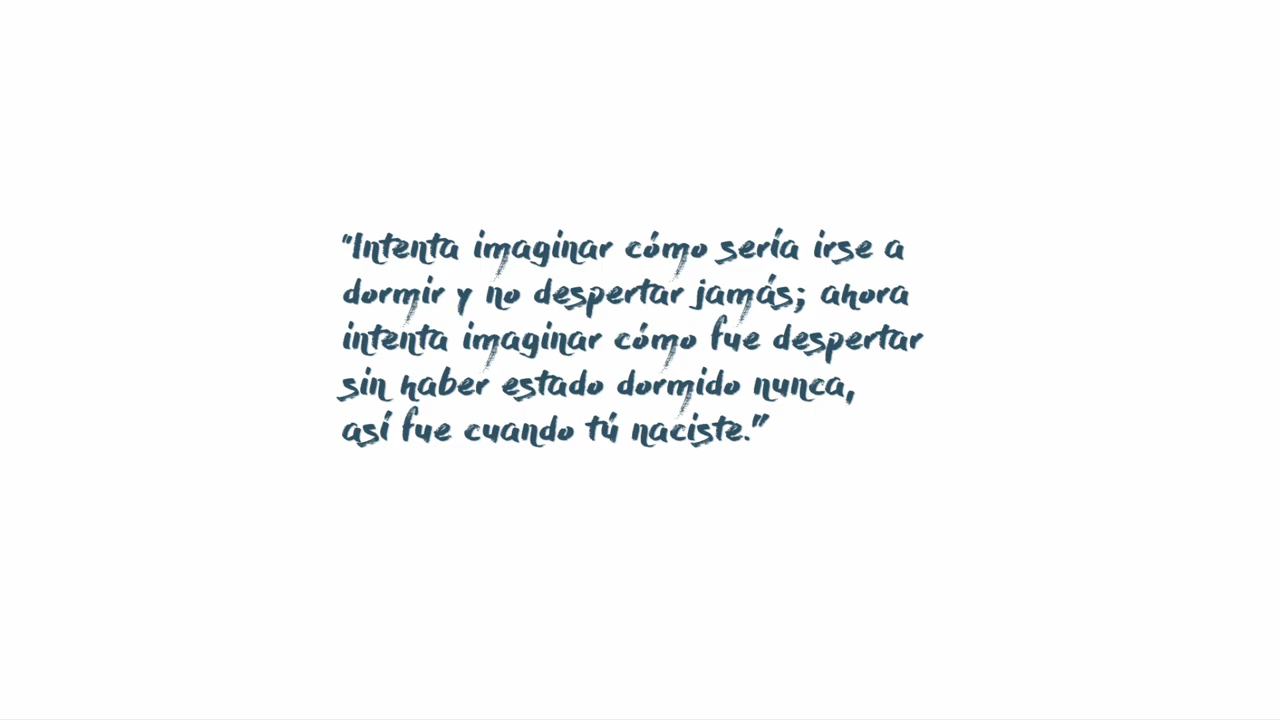 "Intenta imaginar cómo sería irse a
dormir y no despertar jamás; ahora
intenta imaginar cómo fue despertar
sin haber estado dormido nunca,
así fue cuando tú naciste."